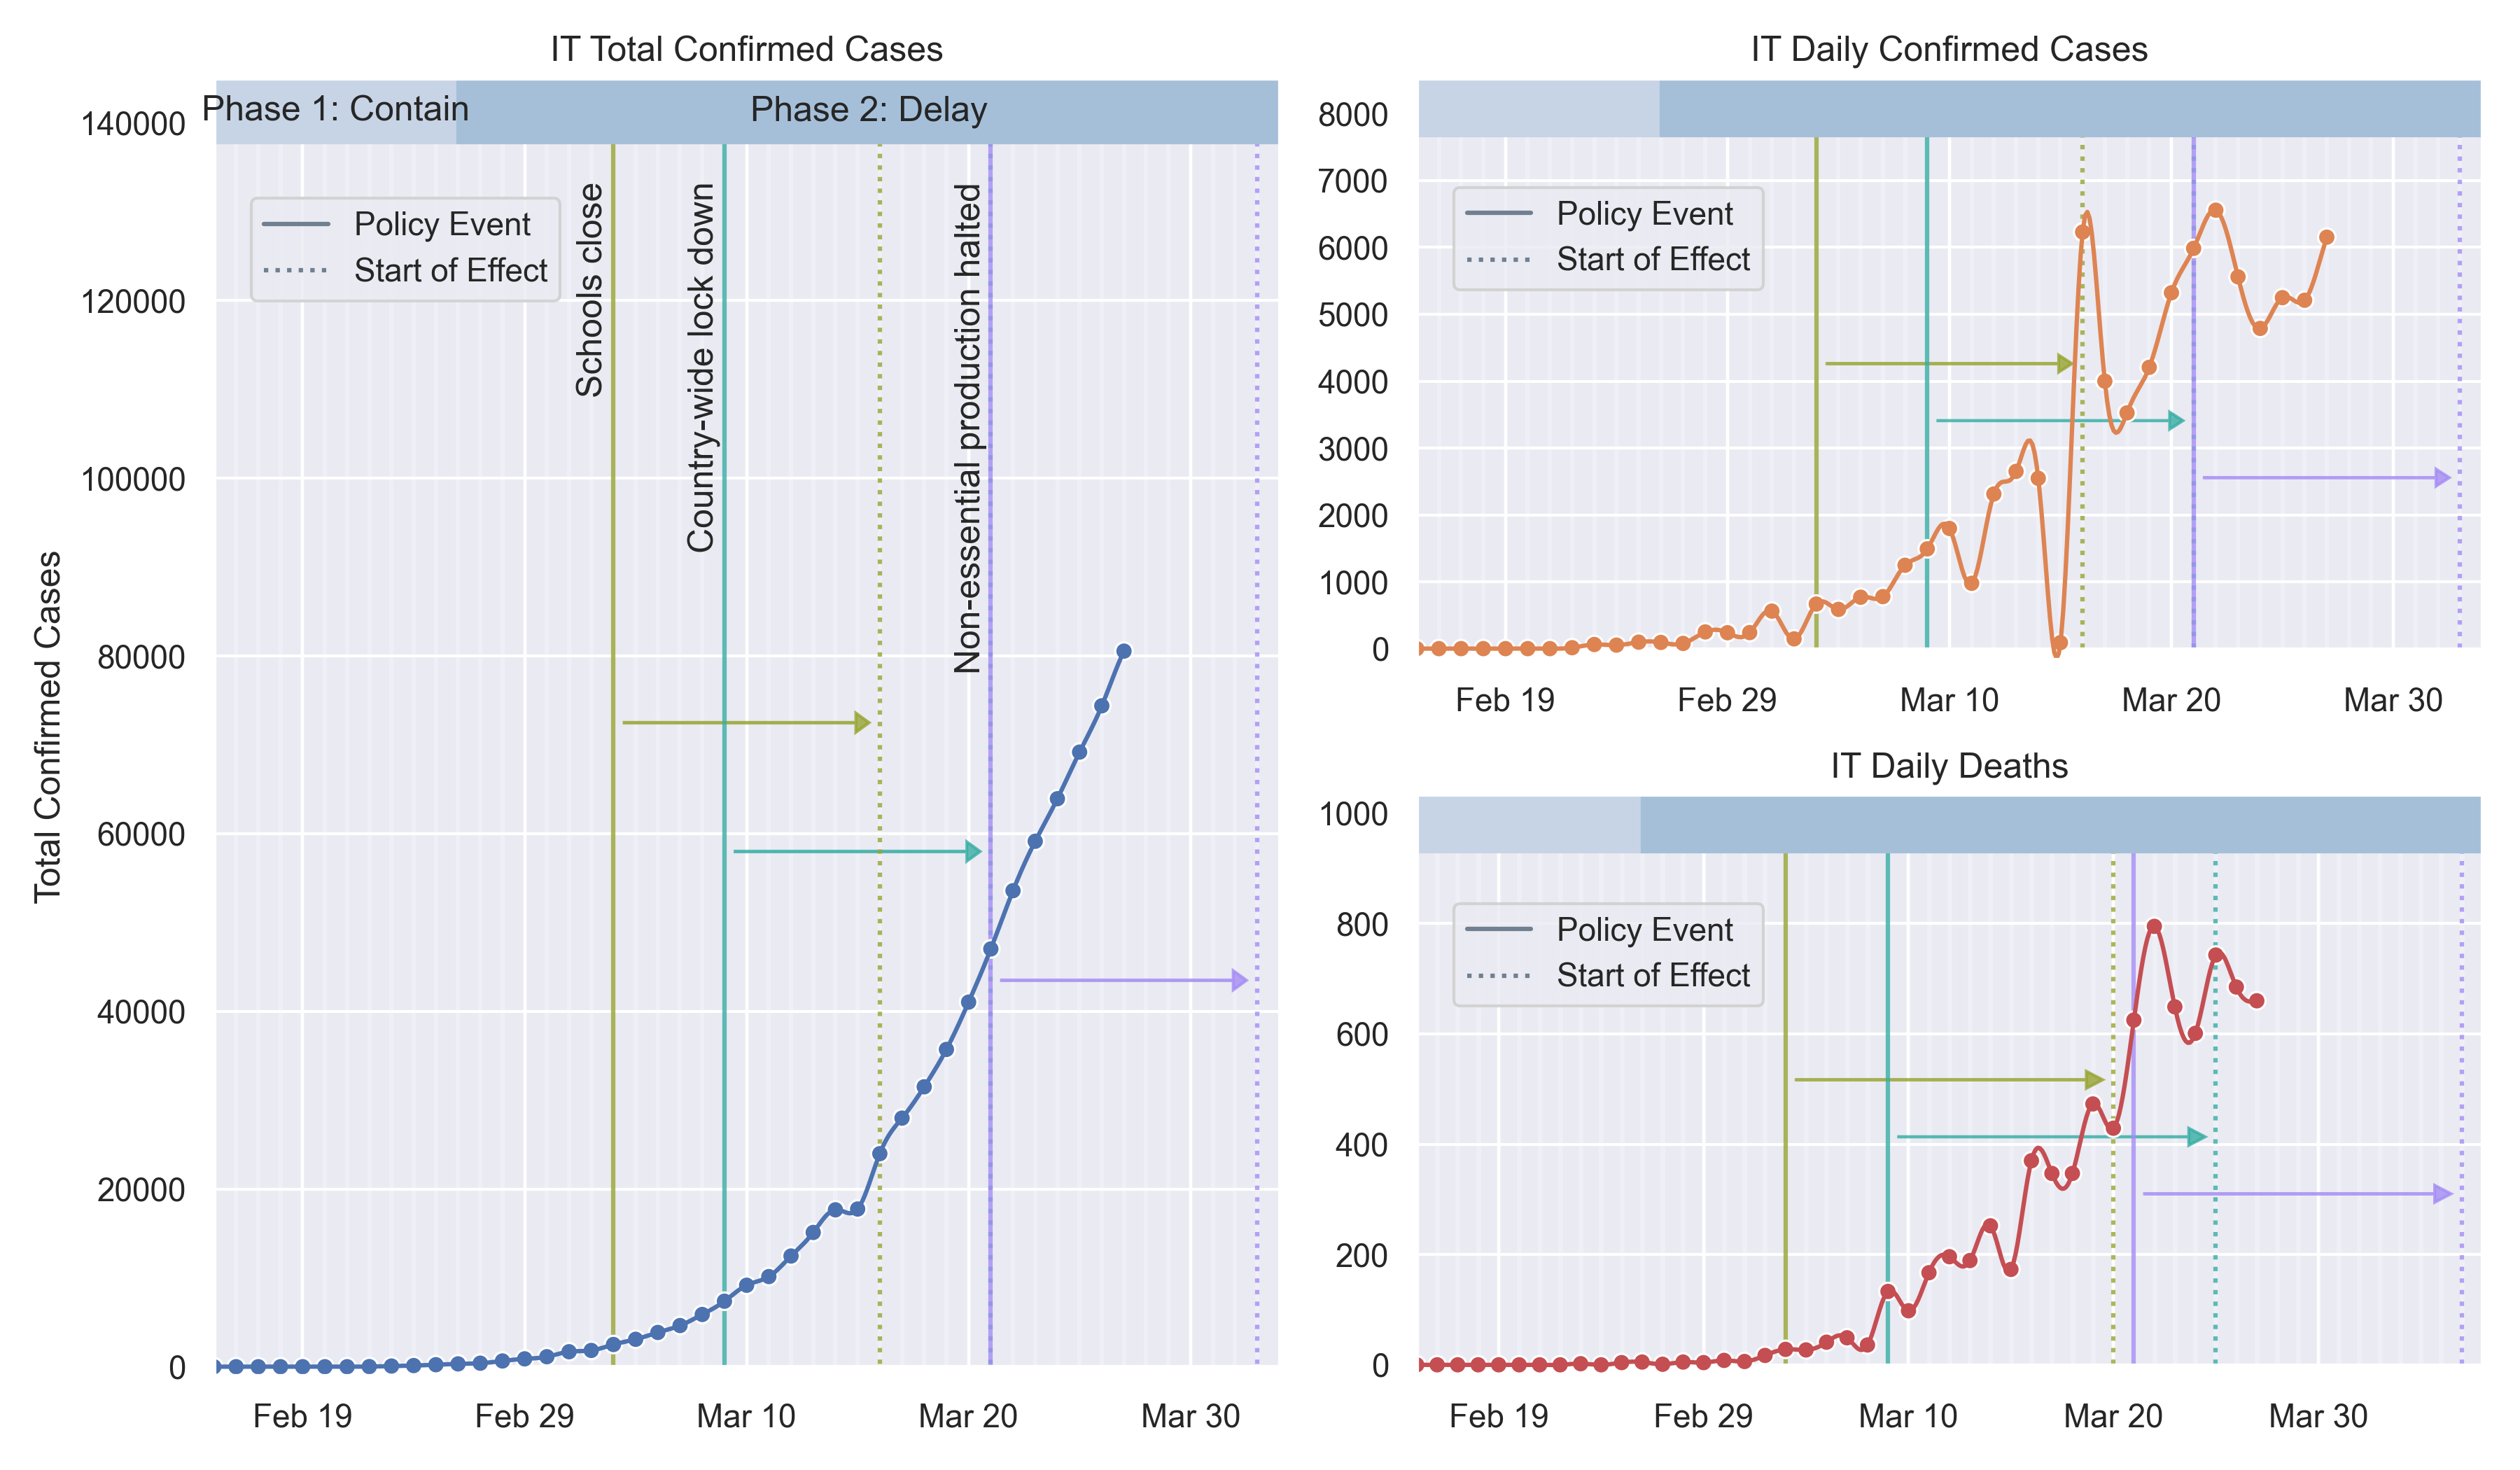 IT Total Confirmed Cases
Phase 1: Contain
Phase 2: Delay
140000
120000
100000
80000
60000
40000
20000
0
Total Confirmed Cases
Policy Event
Start of Effect
Schools close
Country-wide lock down
Non-essential production halted
Feb 19
Feb 29
Mar 10
Mar 20
Mar 30
IT Daily Confirmed Cases
8000
7000
6000
5000
4000
3000
2000
1000
0
Policy Event
Start of Effect
Feb 19
Feb 29
Mar 10
Mar 20
Mar 30
IT Daily Deaths
1000
800
600
400
200
0
Policy Event
Start of Effect
Feb 19
Feb 29
Mar 10
Mar 20
Mar 30